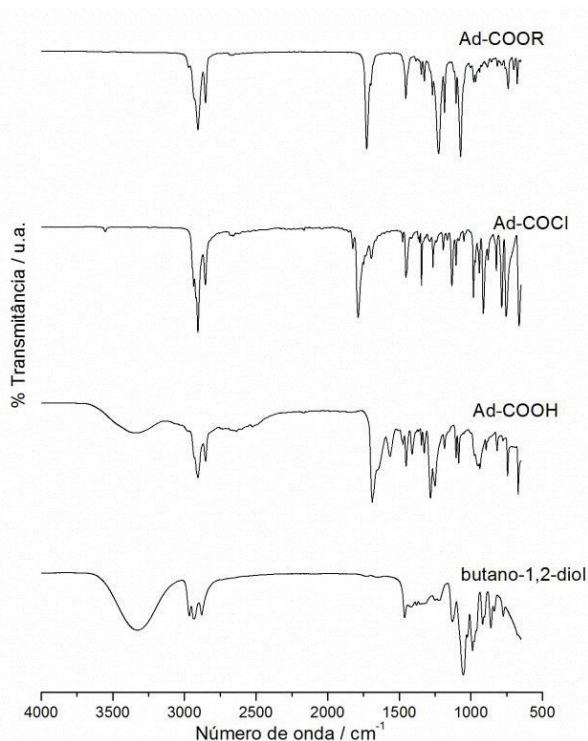 Ad-COOR
Ad-COCl
Ad-COOH
butano-1,2-diol
% Transmitância / u.a.
4000 3500 3000 2500 2000 1500 1000 500
Número de onda / cm⁻¹